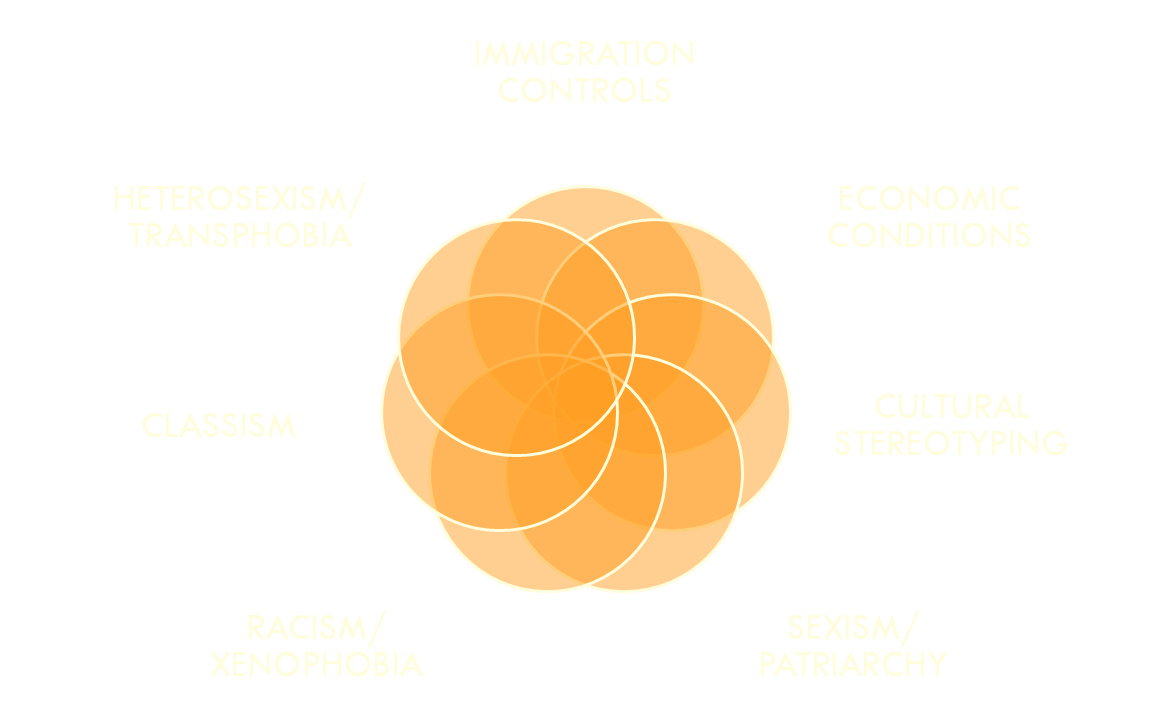 IMMIGRATION
CONTROLS
HETEROSEXISM/
TRANSPHOBIA
ECONOMIC
CONDITIONS
CLASSISM
CULTURAL
STEREOTYPING
RACISM/
XENOPHOBIA
SEXISM/
PATRIARCHY